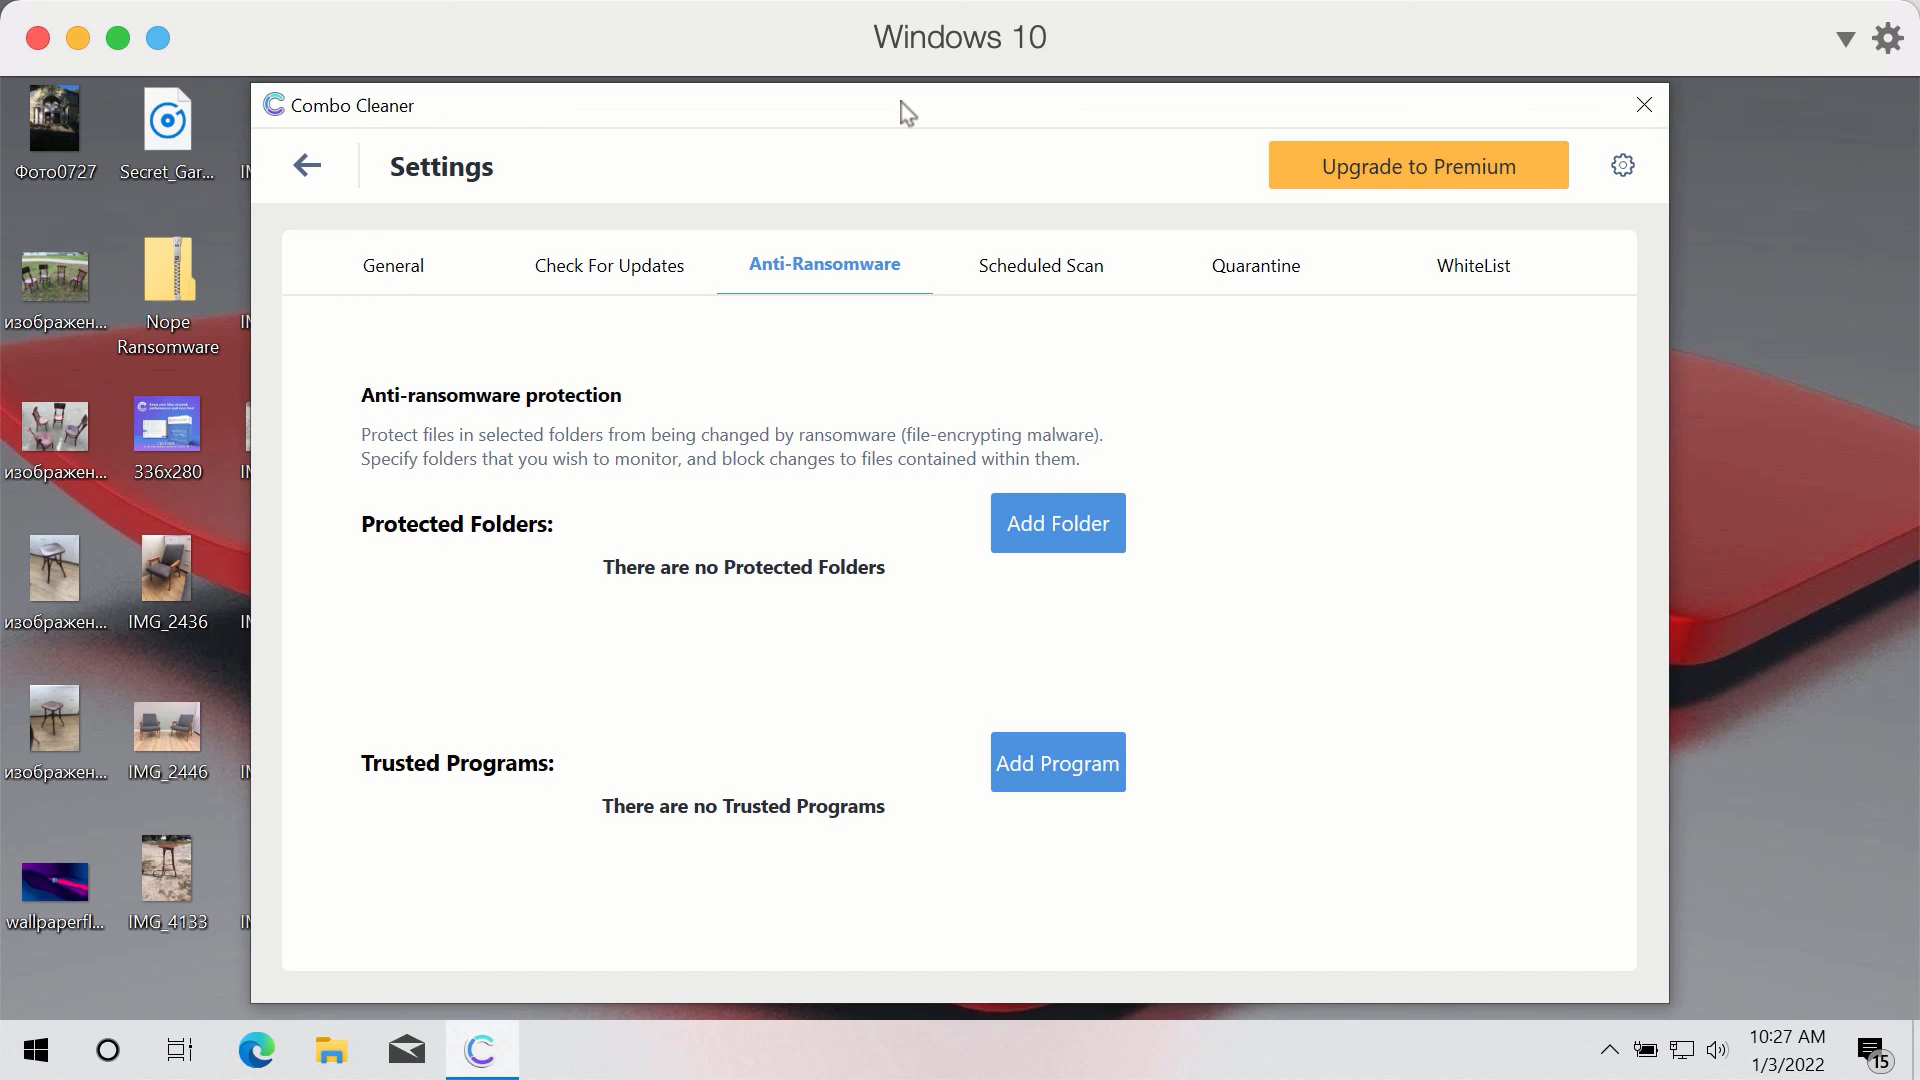 Windows 10
Combo Cleaner
Settings
Upgrade to Premium
General
Check For Updates
Anti-Ransomware
Scheduled Scan
Quarantine
WhiteList
Anti-ransomware protection
Protect files in selected folders from being changed by ransomware (file-encrypting malware).
Specify folders that you wish to monitor, and block changes to files contained within them.
Protected Folders:
Add Folder
There are no Protected Folders
Trusted Programs:
Add Program
There are no Trusted Programs
Фото0727
Secret_Gar...
изображен...
Nope
Ransomware
изображен...
336x280
изображен...
IMG_2436
изображен...
IMG_2446
wallpaperfl...
IMG_4133
10:27 AM
1/3/2022
15